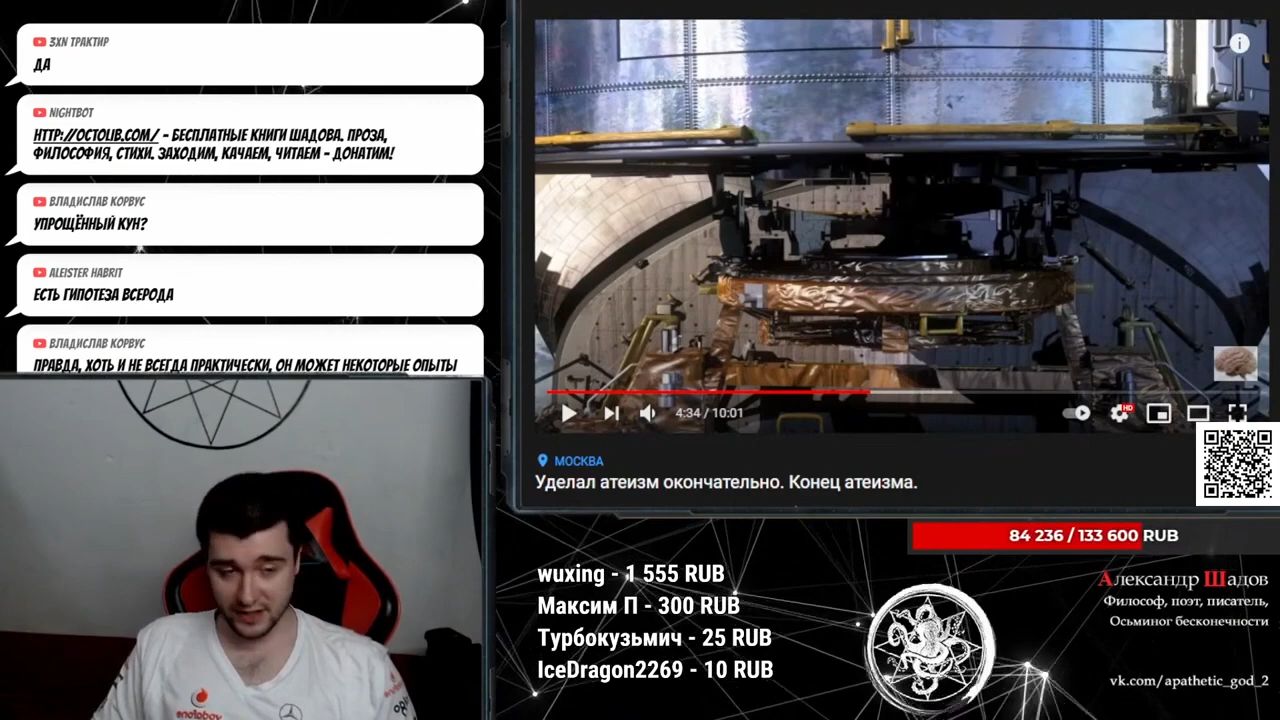 3XN ТРАКТИР
ДА
NIGHTBOT
HTTP://OCTOLIB.COM/ - БЕСПЛАТНЫЕ КНИГИ ШАДОВА. ПРОЗА,
ФИЛОСОФИЯ, СТИХИ. ЗАХОДИМ, КАЧАЕМ, ЧИТАЕМ - ДОНАТИМ!
ВЛАДИСЛАВ КОРВУС
УПРОЩЁННЫЙ КУН?
ALEISTER HABRIT
ЕСТЬ ГИПОТЕЗА ВСЕРОДА
ВЛАДИСЛАВ КОРВУС
ПРАВДА, ХОТЬ И НЕ ВСЕГДА ПРАКТИЧЕСКИ, ОН МОЖЕТ НЕКОТОРЫЕ ОПЫТЫ
HD
4:34 / 10:01
МОСКВА
Уделал атеизм окончательно. Конец атеизма.
84 236 / 133 600 RUB
wuxing - 1 555 RUB
Максим П - 300 RUB
Турбокузьмич - 25 RUB
IceDragon2269 - 10 RUB
Александр Шадов
Философ, поэт, писатель,
Осьминог бесконечности
vk.com/apathetic_god_2